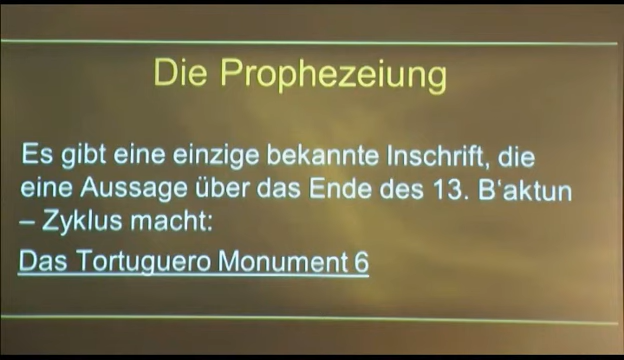 Die Prophezeiung
Es gibt eine einzige bekannte Inschrift, die
eine Aussage über das Ende des 13. B'aktun
– Zyklus macht:
Das Tortuguero Monument 6